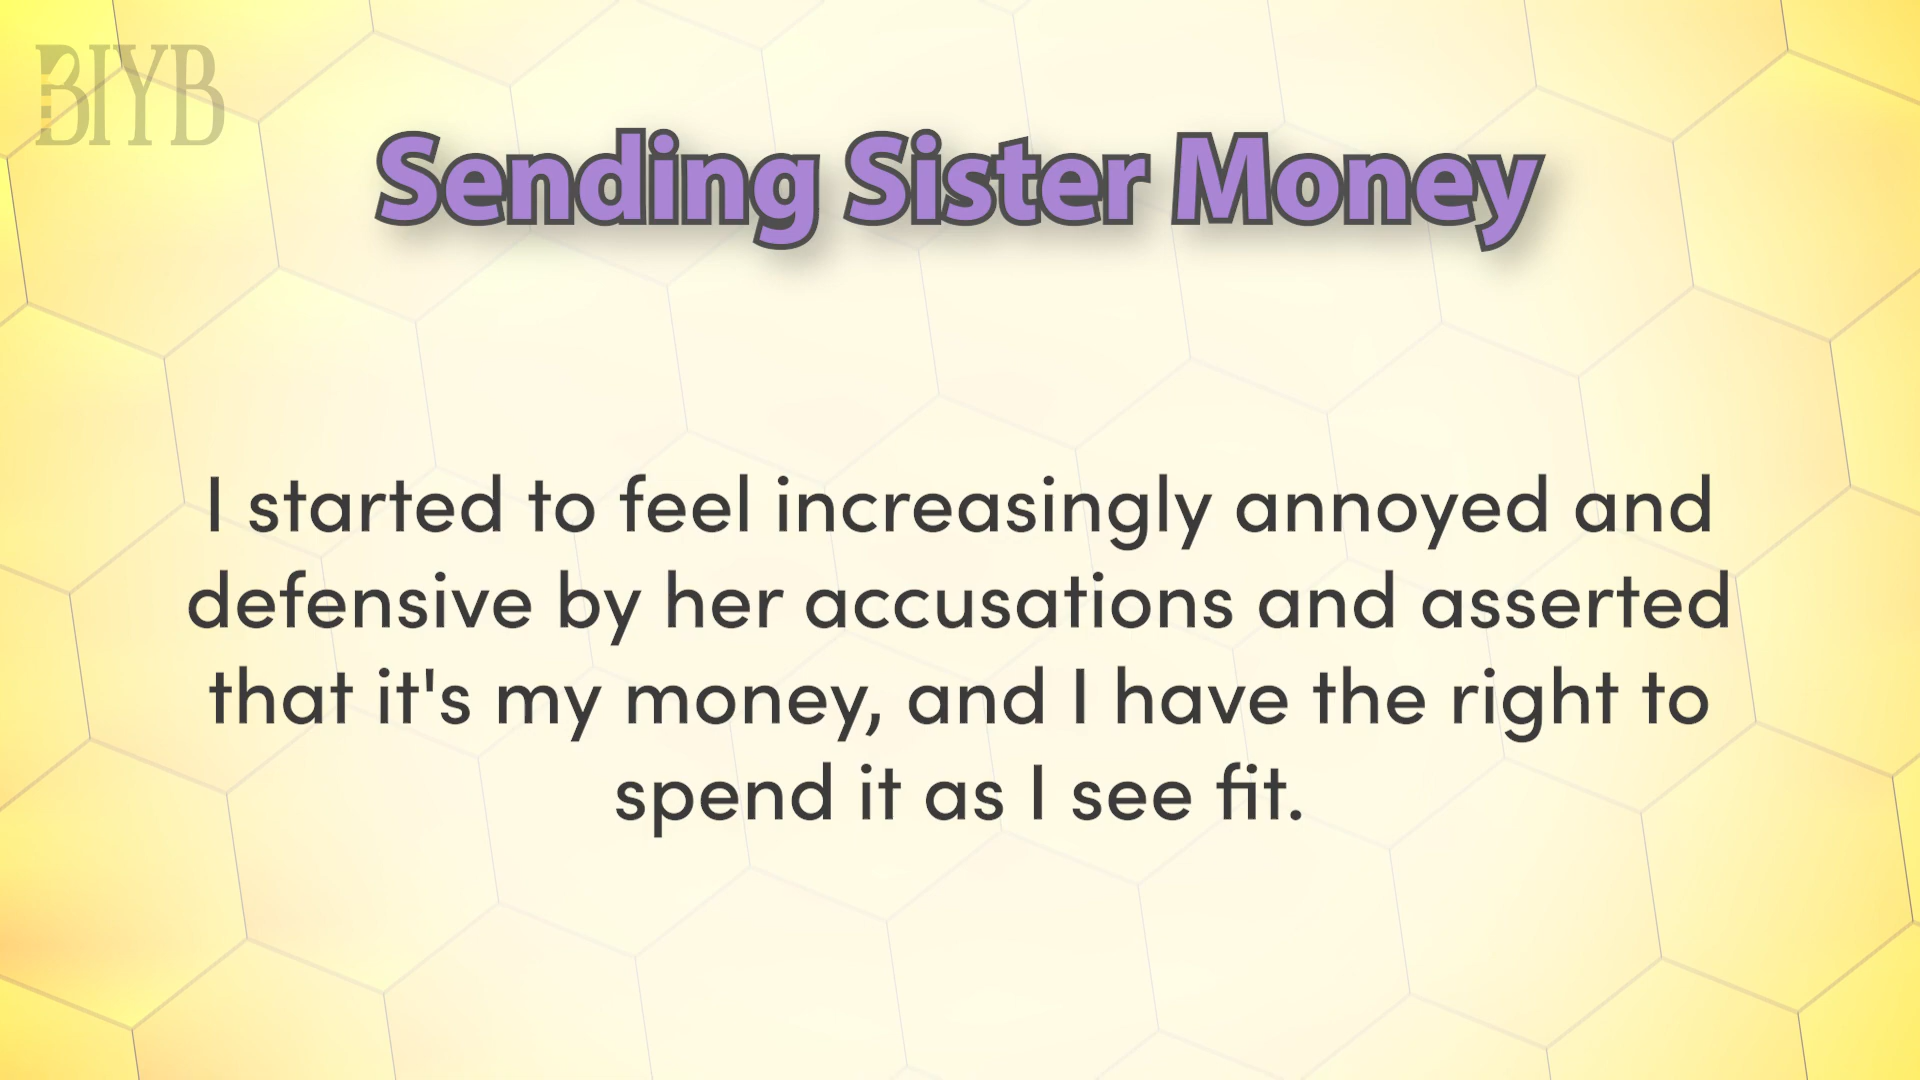 BIYB
Sending Sister Money
I started to feel increasingly annoyed and
defensive by her accusations and asserted
that it's my money, and I have the right to
spend it as I see fit.